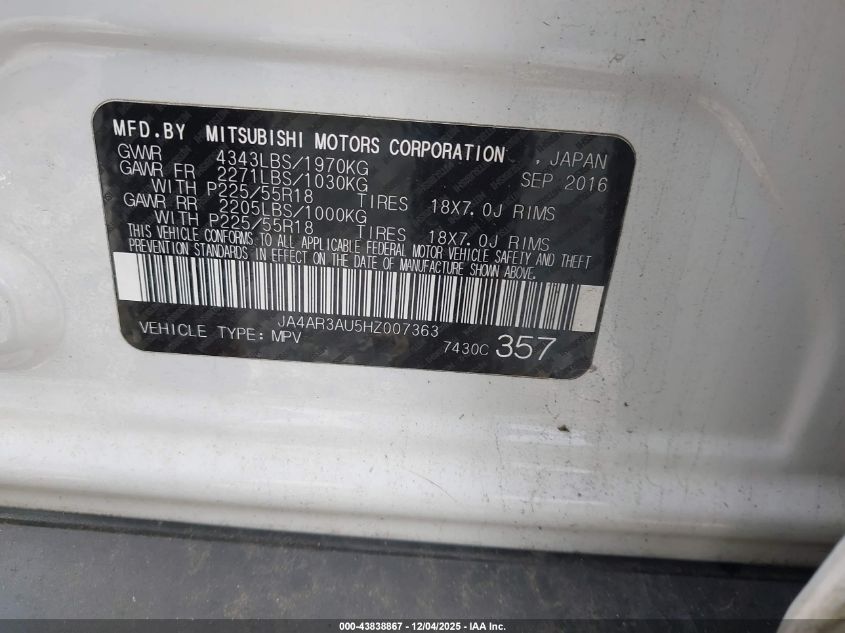 MFD.BY MITSUBISHI MOTORS CORPORATION , JAPAN
GVWR 4343LBS/1970KG SEP 2016
GAWR FR 2271LBS/1030KG
WITH P225/55R18 TIRES 18X7.0J RIMS
GAWR RR 2205LBS/1000KG
WITH P225/55R18 TIRES 18X7.0J RIMS
THIS VEHICLE CONFORMS TO ALL APPLICABLE FEDERAL MOTOR VEHICLE SAFETY AND THEFT
PREVENTION STANDARDS IN EFFECT ON THE DATE OF MANUFACTURE SHOWN ABOVE.
JA4AR3AU5HZ007363
VEHICLE TYPE: MPV 7430C 357
000-43838867 - 12/04/2025 - IAA Inc.